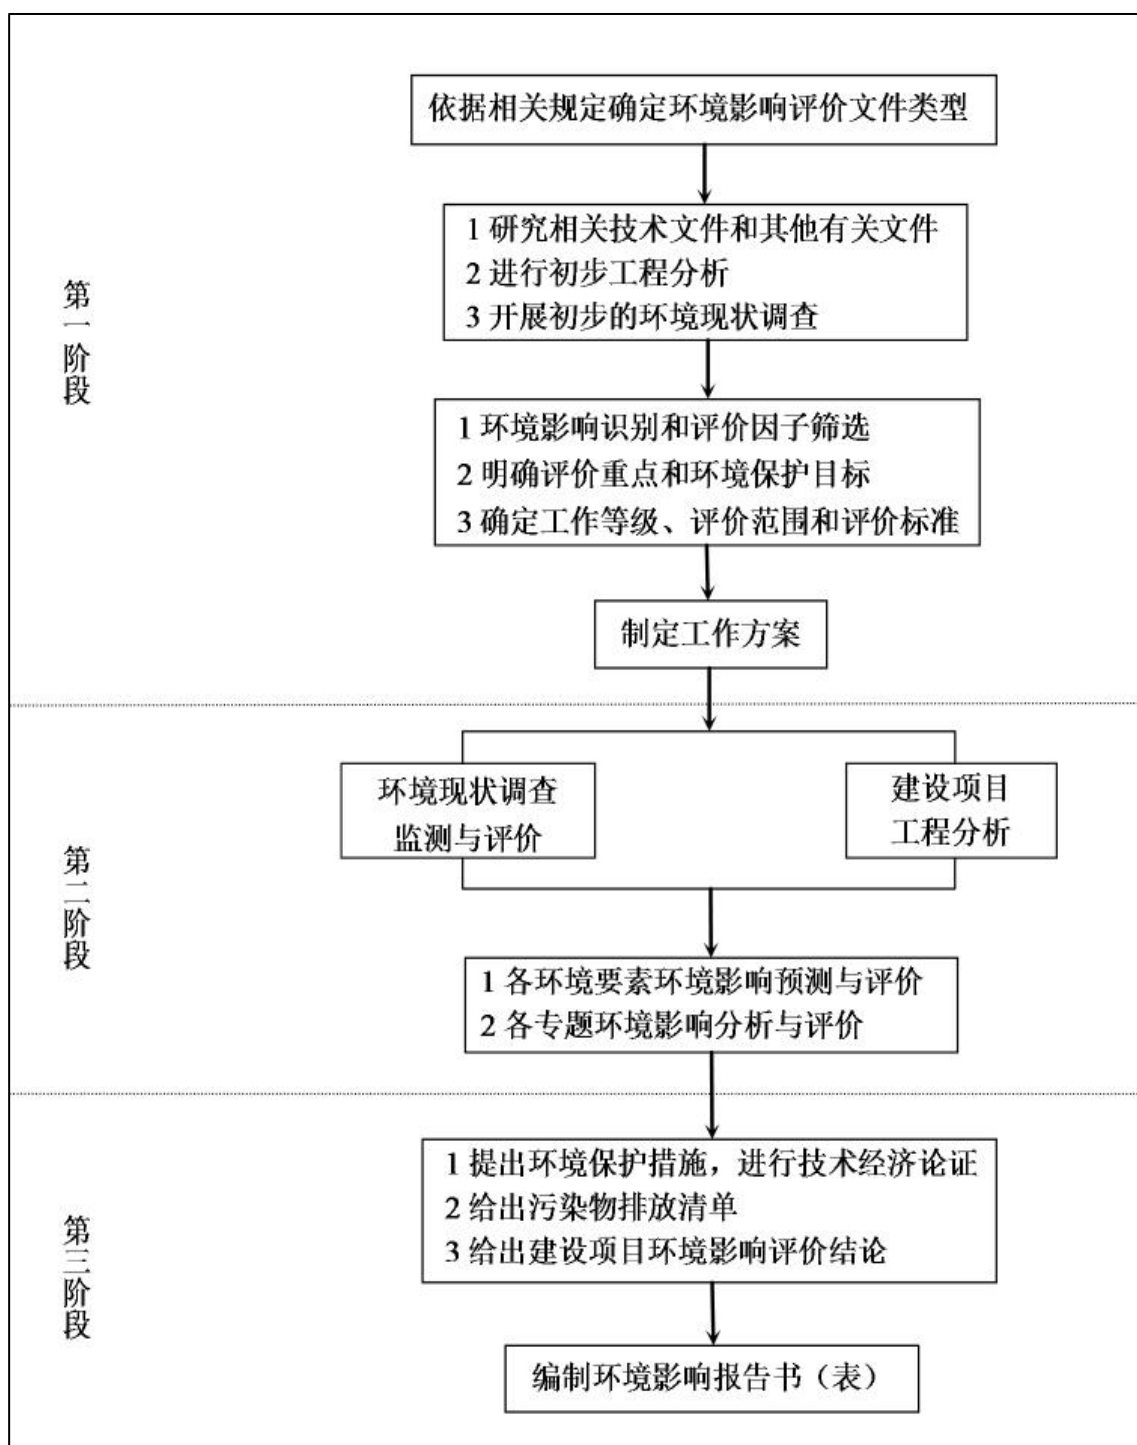 依据相关规定确定环境影响评价文件类型
1 研究相关技术文件和其他有关文件
2 进行初步工程分析
3 开展初步的环境现状调查
第一阶段
1 环境影响识别和评价因子筛选
2 明确评价重点和环境保护目标
3 确定工作等级、评价范围和评价标准
制定工作方案
环境现状调查
监测与评价
建设项目
工程分析
第二阶段
1 各环境要素环境影响预测与评价
2 各专题环境影响分析与评价
1 提出环境保护措施，进行技术经济论证
2 给出污染物排放清单
3 给出建设项目环境影响评价结论
第三阶段
编制环境影响报告书（表）